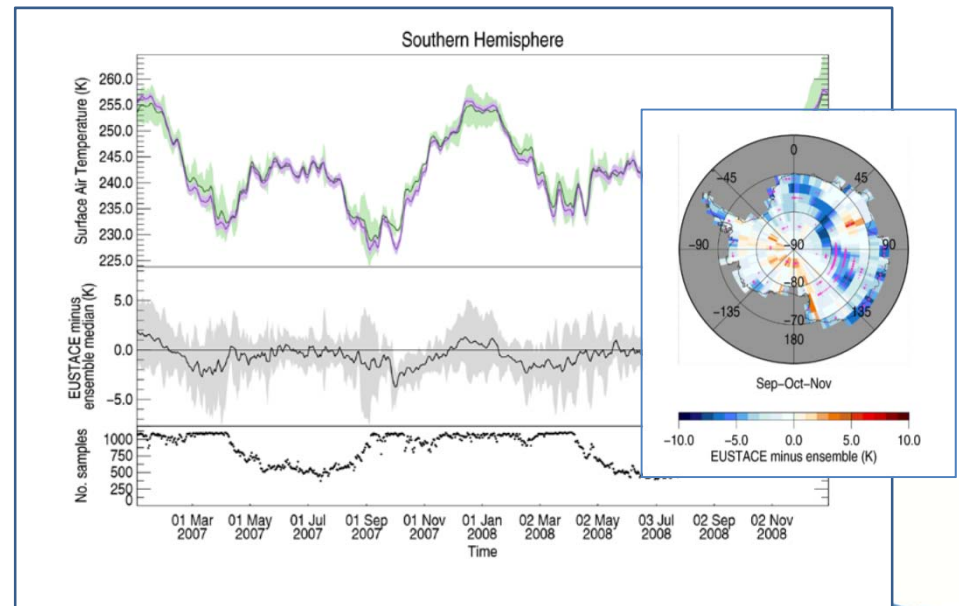 Southern Hemisphere
Surface Air Temperature (K)
260.0
255.0
250.0
245.0
240.0
235.0
230.0
225.0
EUSTACE minus
ensemble median (K)
5.0
0.0
−5.0
No. samples
1000
750
500
250
0
01 Mar 01 May 01 Jul 01 Sep 01 Nov 01 Jan 02 Mar 02 May 03 Jul 02 Sep 02 Nov
2007 2007 2007 2007 2007 2008 2008 2008 2008 2008 2008
Time
0
−45 45
−90 −90 90
−80
−135 −70 135
180
Sep−Oct−Nov
−10.0 −5.0 0.0 5.0 10.0
EUSTACE minus ensemble (K)